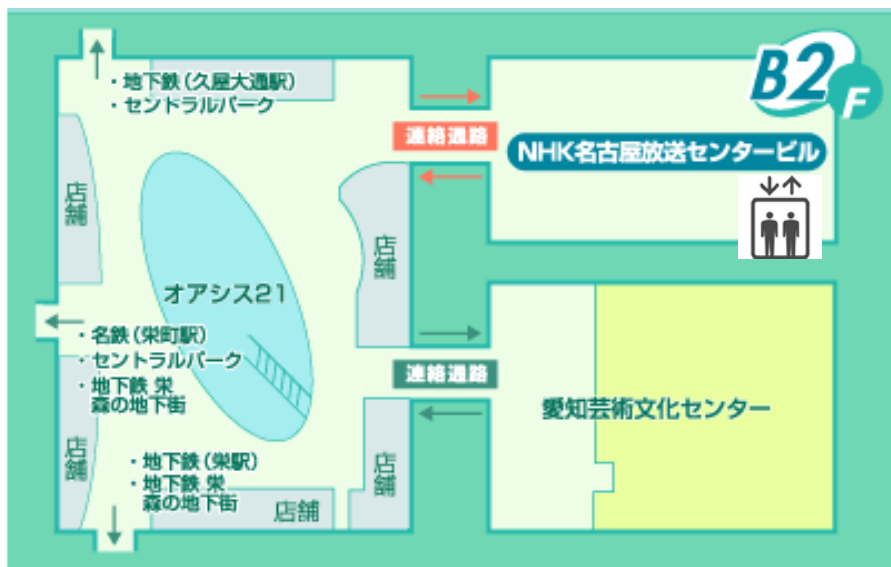 ・地下鉄(久屋大通駅)
・セントラルパーク
B2F
連絡通路
NHK名古屋放送センタービル
店舗
店舗
オアシス21
・名鉄(栄町駅)
・セントラルパーク
・地下鉄 栄
森の地下街
連絡通路
愛知芸術文化センター
店舗
・地下鉄(栄駅)
・地下鉄 栄
森の地下街
店舗
店舗